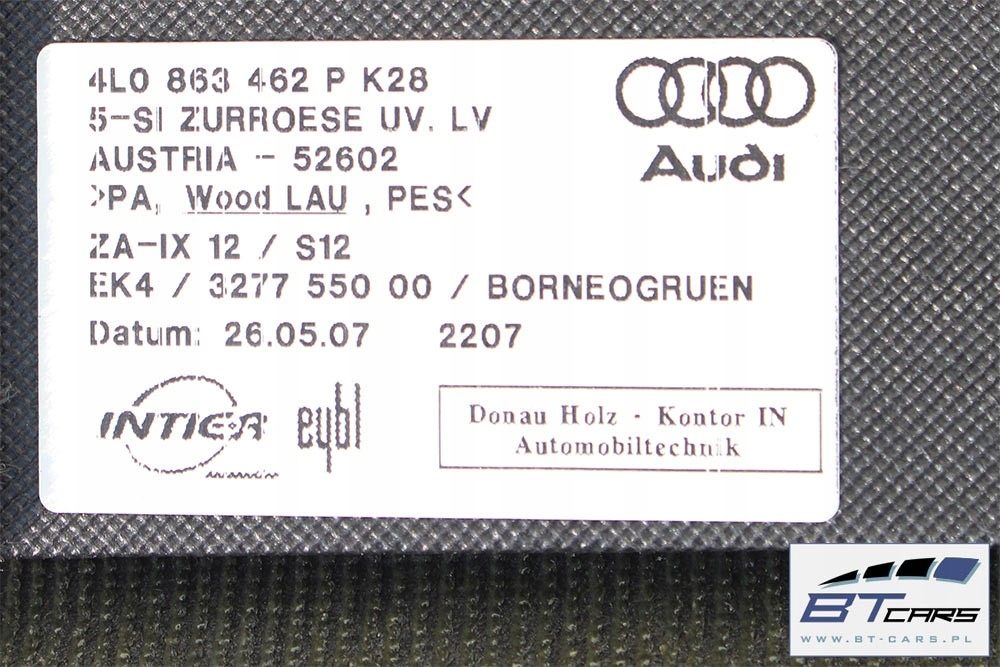 4L0 863 462 P K28
5-SI ZURROESE UV. LV
AUSTRIA - 52602
>PA, Wood LAU , PES<
ZA-IX 12 / S12
EK4 / 3277 550 00 / BORNEOGRUEN
Datum: 26.05.07 2207
Audi
INTIER
eybl
Donau Holz - Kontor IN
Automobiltechnik
BT CARS
WWW.BT-CARS.PL